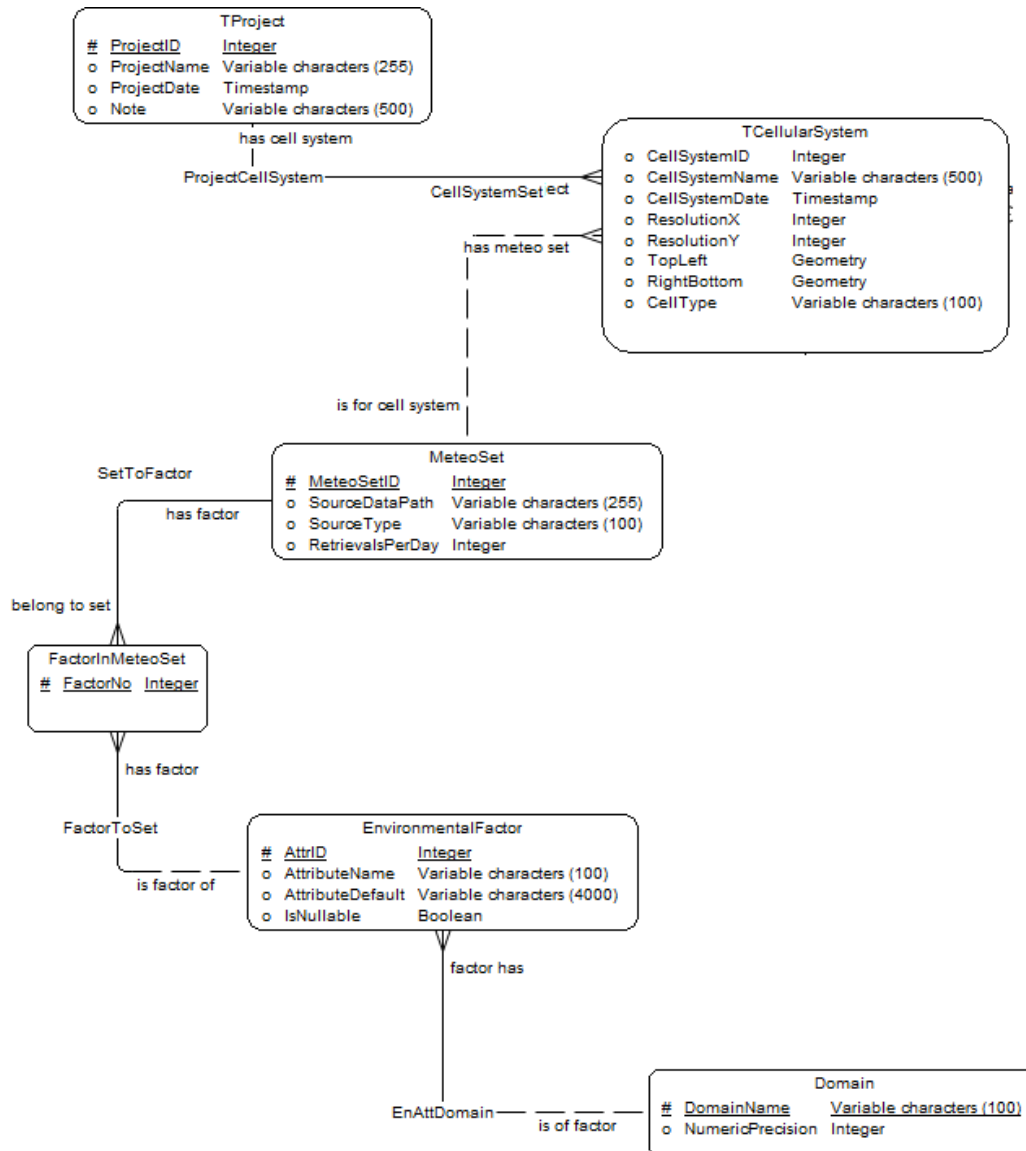 TProject
# ProjectID Integer
o ProjectName Variable characters (255)
o ProjectDate Timestamp
o Note Variable characters (500)
has cell system
ProjectCellSystem
CellSystemSet ect
TCellularSystem
o CellSystemID Integer
o CellSystemName Variable characters (500)
o CellSystemDate Timestamp
o ResolutionX Integer
o ResolutionY Integer
o TopLeft Geometry
o RightBottom Geometry
o CellType Variable characters (100)
has meteo set
is for cell system
MeteoSet
# MeteoSetID Integer
o SourceDataPath Variable characters (255)
o SourceType Variable characters (100)
o RetrievalsPerDay Integer
SetToFactor
has factor
belong to set
FactorInMeteoSet
# FactorNo Integer
has factor
FactorToSet
is factor of
EnvironmentalFactor
# AttrID Integer
o AttributeName Variable characters (100)
o AttributeDefault Variable characters (4000)
o IsNullable Boolean
factor has
EnAttDomain
is of factor
Domain
# DomainName Variable characters (100)
o NumericPrecision Integer